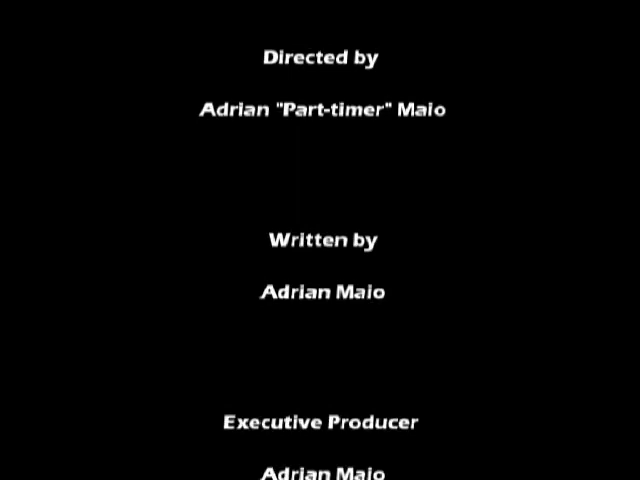 Directed by
Adrian "Part-timer" Maio
Written by
Adrian Maio
Executive Producer
Adrian Maio